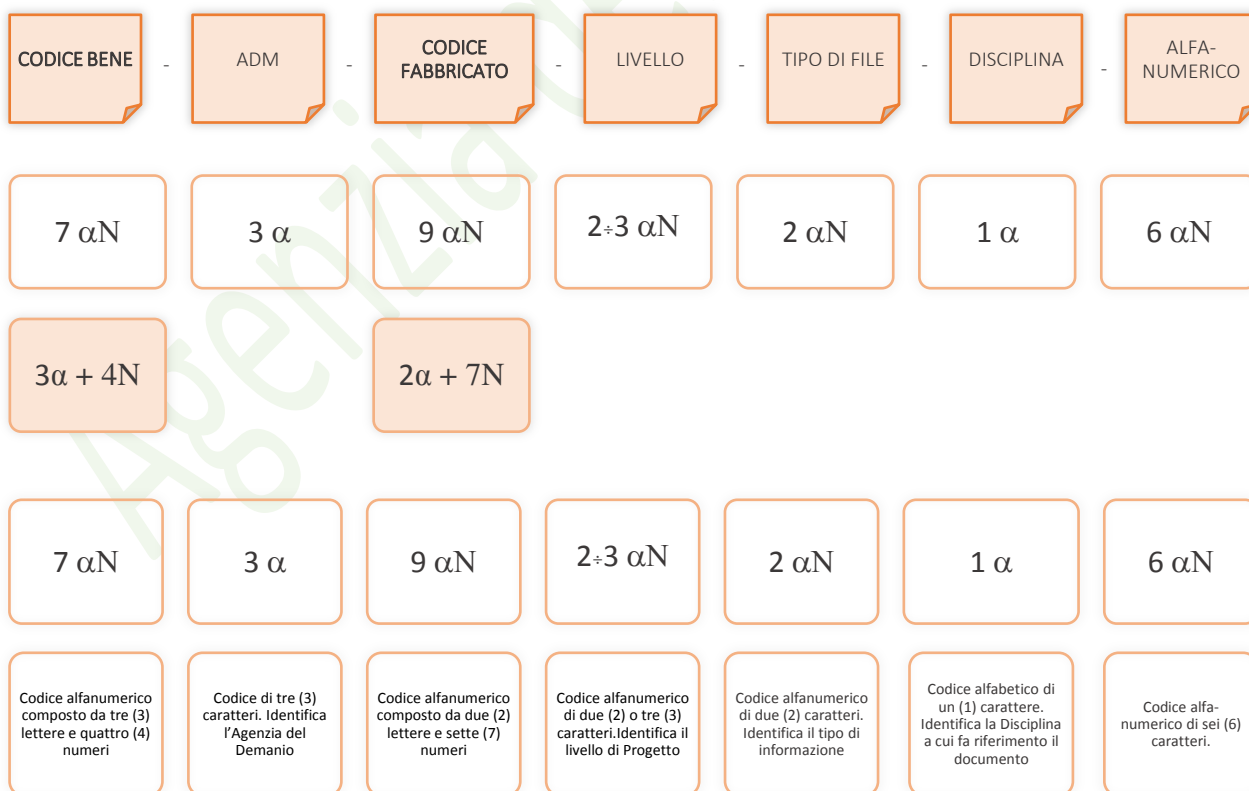 CODICE BENE - ADM - CODICE FABBRICATO - LIVELLO - TIPO DI FILE - DISCIPLINA - ALFA-NUMERICO
7 αN
3 α
9 αN
2÷3 αN
2 αN
1 α
6 αN
3α + 4N
2α + 7N
7 αN
3 α
9 αN
2÷3 αN
2 αN
1 α
6 αN
Codice alfanumerico
composto da tre (3)
lettere e quattro (4)
numeri
Codice di tre (3)
caratteri. Identifica
l'Agenzia del
Demanio
Codice alfanumerico
composto da due (2)
lettere e sette (7)
numeri
Codice alfanumerico
di due (2) o tre (3)
caratteri.Identifica il
livello di Progetto
Codice alfanumerico
di due (2) caratteri.
Identifica il tipo di
informazione
Codice alfabetico di
un (1) carattere.
Identifica la Disciplina
a cui fa riferimento il
documento
Codice alfa-
numerico di sei (6)
caratteri.
Agenzia